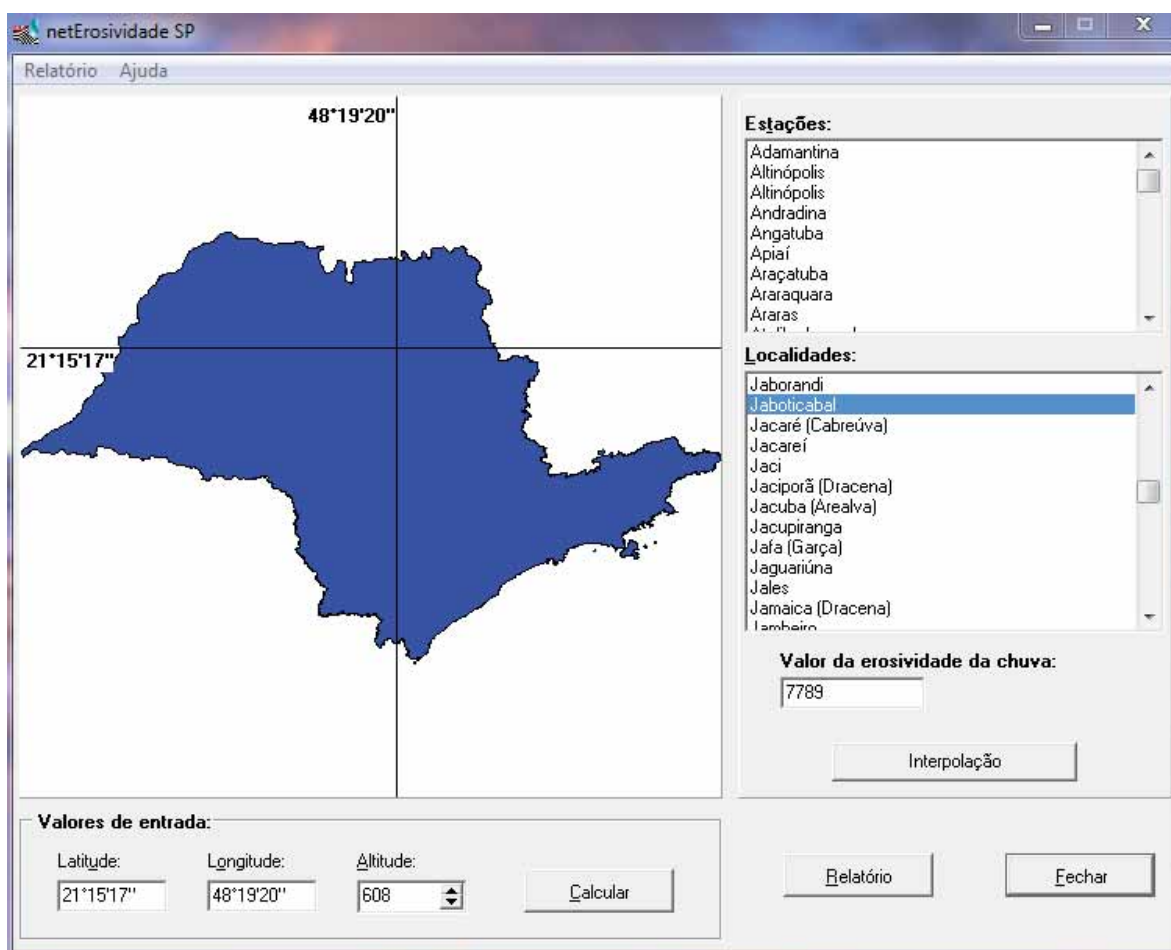 netErosividade SP
Relatório Ajuda
48°19'20"
21°15'17"
Estações:
Adamantina
Altinópolis
Altinópolis
Andradina
Angatuba
Apiaí
Araçatuba
Araraquara
Araras
Localidades:
Jaborandi
Jaboticabal
Jacaré (Cabreúva)
Jacareí
Jaci
Jaciporã (Dracena)
Jacuba (Arealva)
Jacupiranga
Jafa (Garça)
Jaguariúna
Jales
Jamaica (Dracena)
Jambeiro
Valor da erosividade da chuva:
7789
Interpolação
Valores de entrada:
Latitude: Longitude: Altitude:
21°15'17" 48°19'20" 608 Calcular
Relatório Fechar